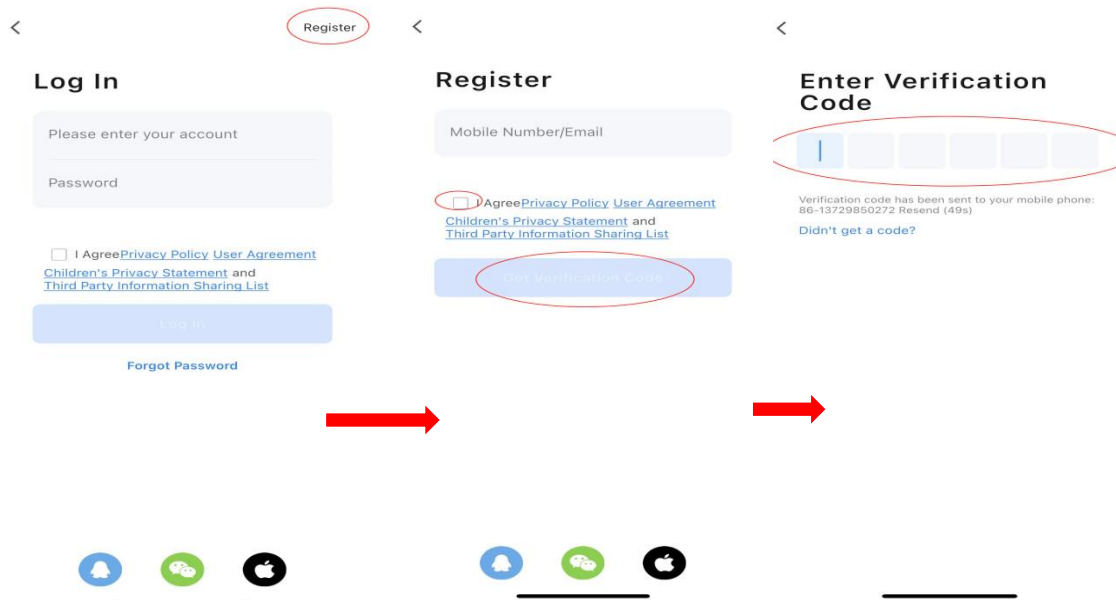 Register
Log In
Please enter your account
Password
I AgreePrivacy Policy User Agreement
Children's Privacy Statement and
Third Party Information Sharing List
Log In
Forgot Password
Register
Mobile Number/Email
I AgreePrivacy Policy User Agreement
Children's Privacy Statement and
Third Party Information Sharing List
Get Verification Code
Enter Verification
Code
Verification code has been sent to your mobile phone:
86-13729850272 Resend (49s)
Didn't get a code?